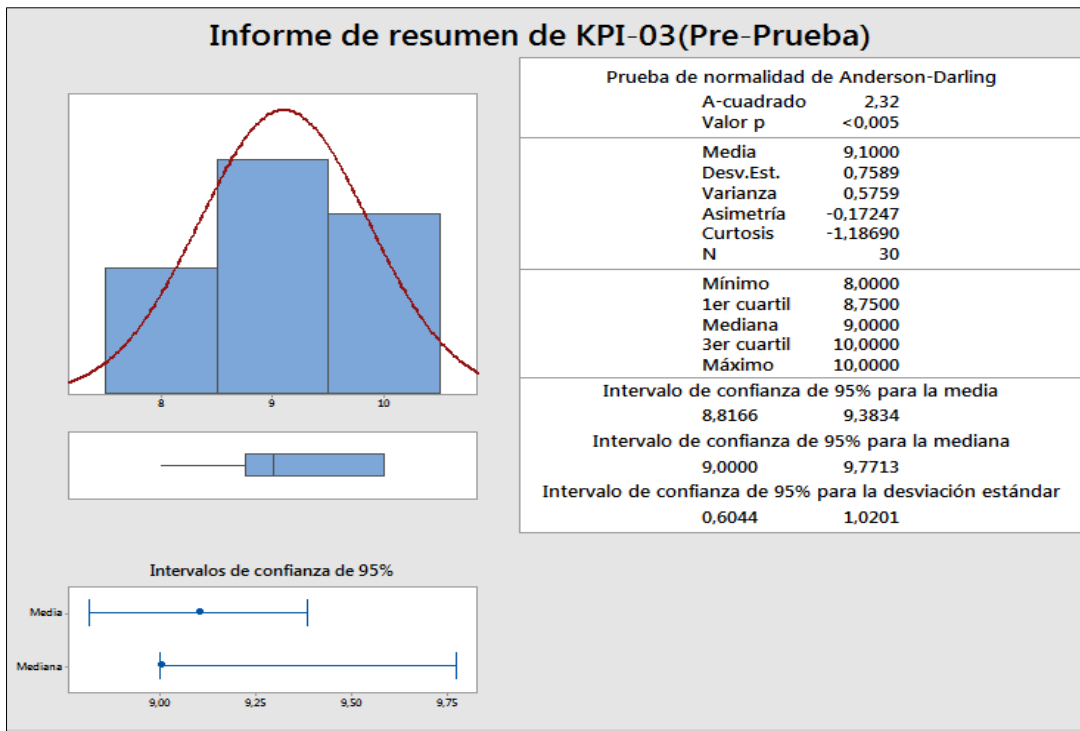 Informe de resumen de KPI-03(Pre-Prueba)
8 9 10
Intervalos de confianza de 95%
Media
Mediana
9,00 9,25 9,50 9,75
Prueba de normalidad de Anderson-Darling
A-cuadrado 2,32
Valor p <0,005
Media 9,1000
Desv.Est. 0,7589
Varianza 0,5759
Asimetría -0,17247
Curtosis -1,18690
N 30
Mínimo 8,0000
1er cuartil 8,7500
Mediana 9,0000
3er cuartil 10,0000
Máximo 10,0000
Intervalo de confianza de 95% para la media
8,8166 9,3834
Intervalo de confianza de 95% para la mediana
9,0000 9,7713
Intervalo de confianza de 95% para la desviación estándar
0,6044 1,0201